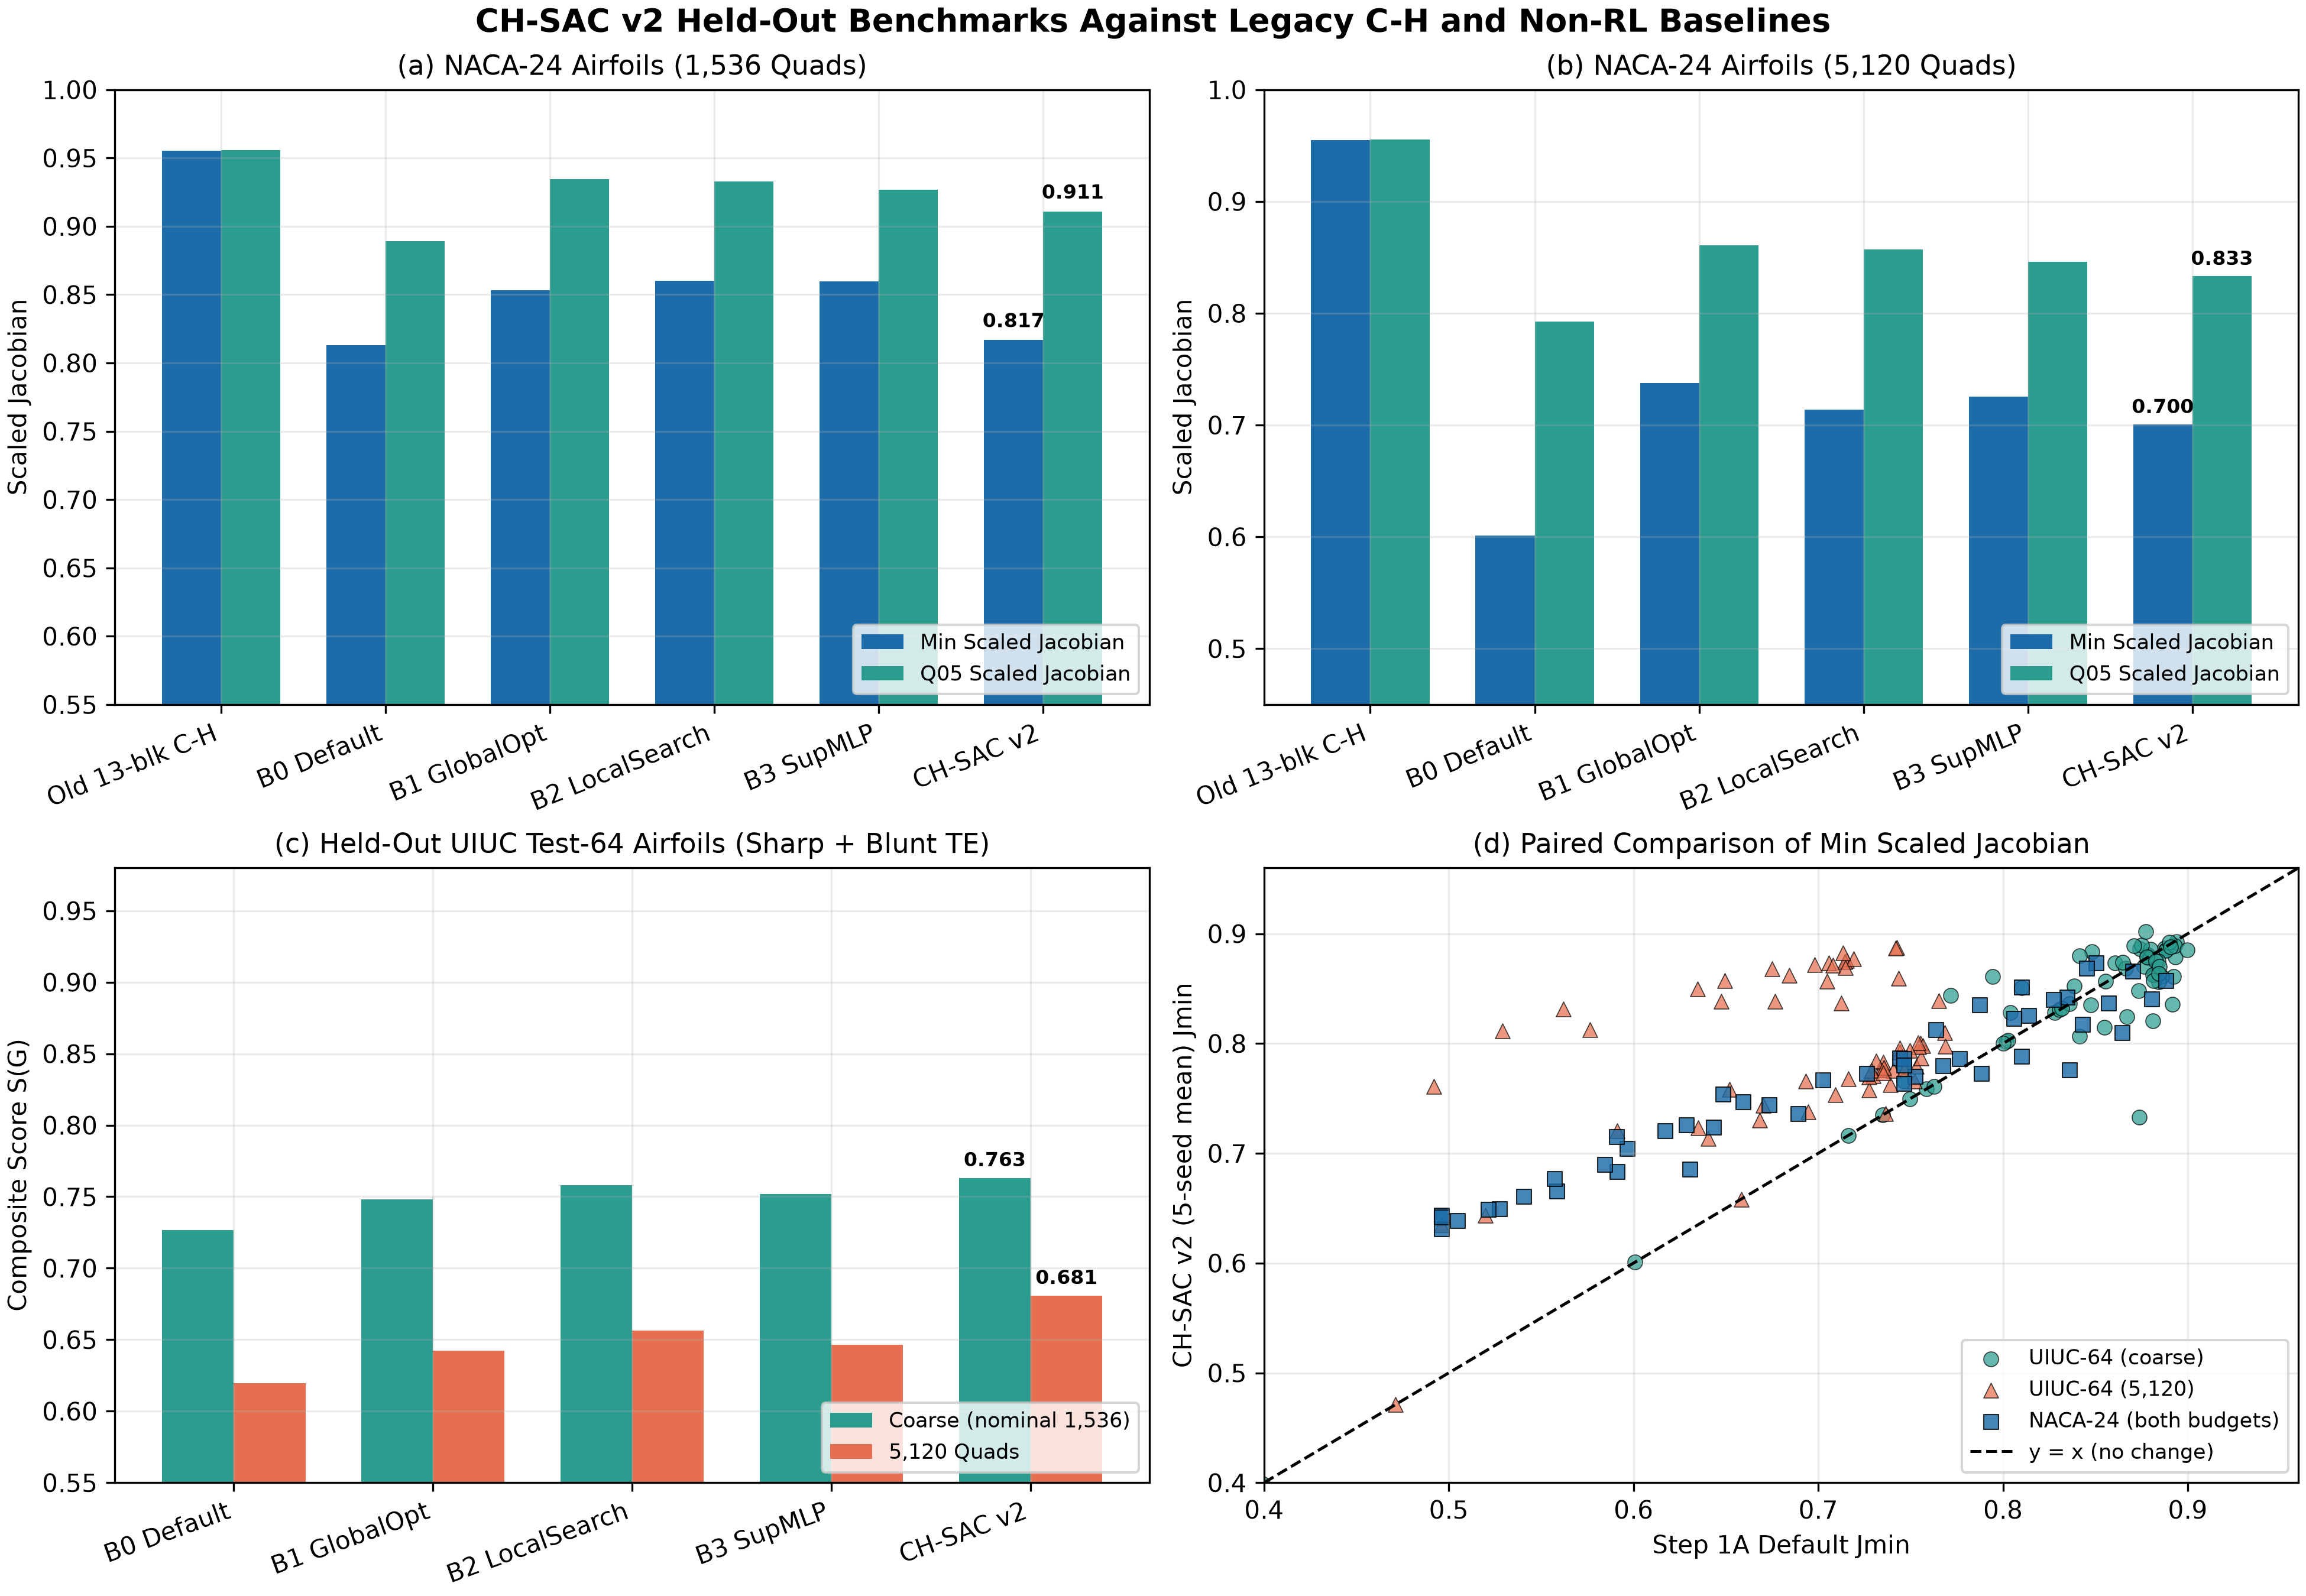 CH-SAC v2 Held-Out Benchmarks Against Legacy C-H and Non-RL Baselines
(a) NACA-24 Airfoils (1,536 Quads)
Scaled Jacobian
1.00
0.95
0.90
0.85
0.80
0.75
0.70
0.65
0.60
0.55
0.817
0.911
Min Scaled Jacobian
Q05 Scaled Jacobian
Old 13-blk C-H
B0 Default
B1 GlobalOpt
B2 LocalSearch
B3 SupMLP
CH-SAC v2
(b) NACA-24 Airfoils (5,120 Quads)
Scaled Jacobian
1.0
0.9
0.8
0.7
0.6
0.5
0.700
0.833
Min Scaled Jacobian
Q05 Scaled Jacobian
Old 13-blk C-H
B0 Default
B1 GlobalOpt
B2 LocalSearch
B3 SupMLP
CH-SAC v2
(c) Held-Out UIUC Test-64 Airfoils (Sharp + Blunt TE)
Composite Score S(G)
0.95
0.90
0.85
0.80
0.75
0.70
0.65
0.60
0.55
0.763
0.681
Coarse (nominal 1,536)
5,120 Quads
B0 Default
B1 GlobalOpt
B2 LocalSearch
B3 SupMLP
CH-SAC v2
(d) Paired Comparison of Min Scaled Jacobian
CH-SAC v2 (5-seed mean) Jmin
0.9
0.8
0.7
0.6
0.5
0.4
UIUC-64 (coarse)
UIUC-64 (5,120)
NACA-24 (both budgets)
y = x (no change)
0.4
0.5
0.6
0.7
0.8
0.9
Step 1A Default Jmin